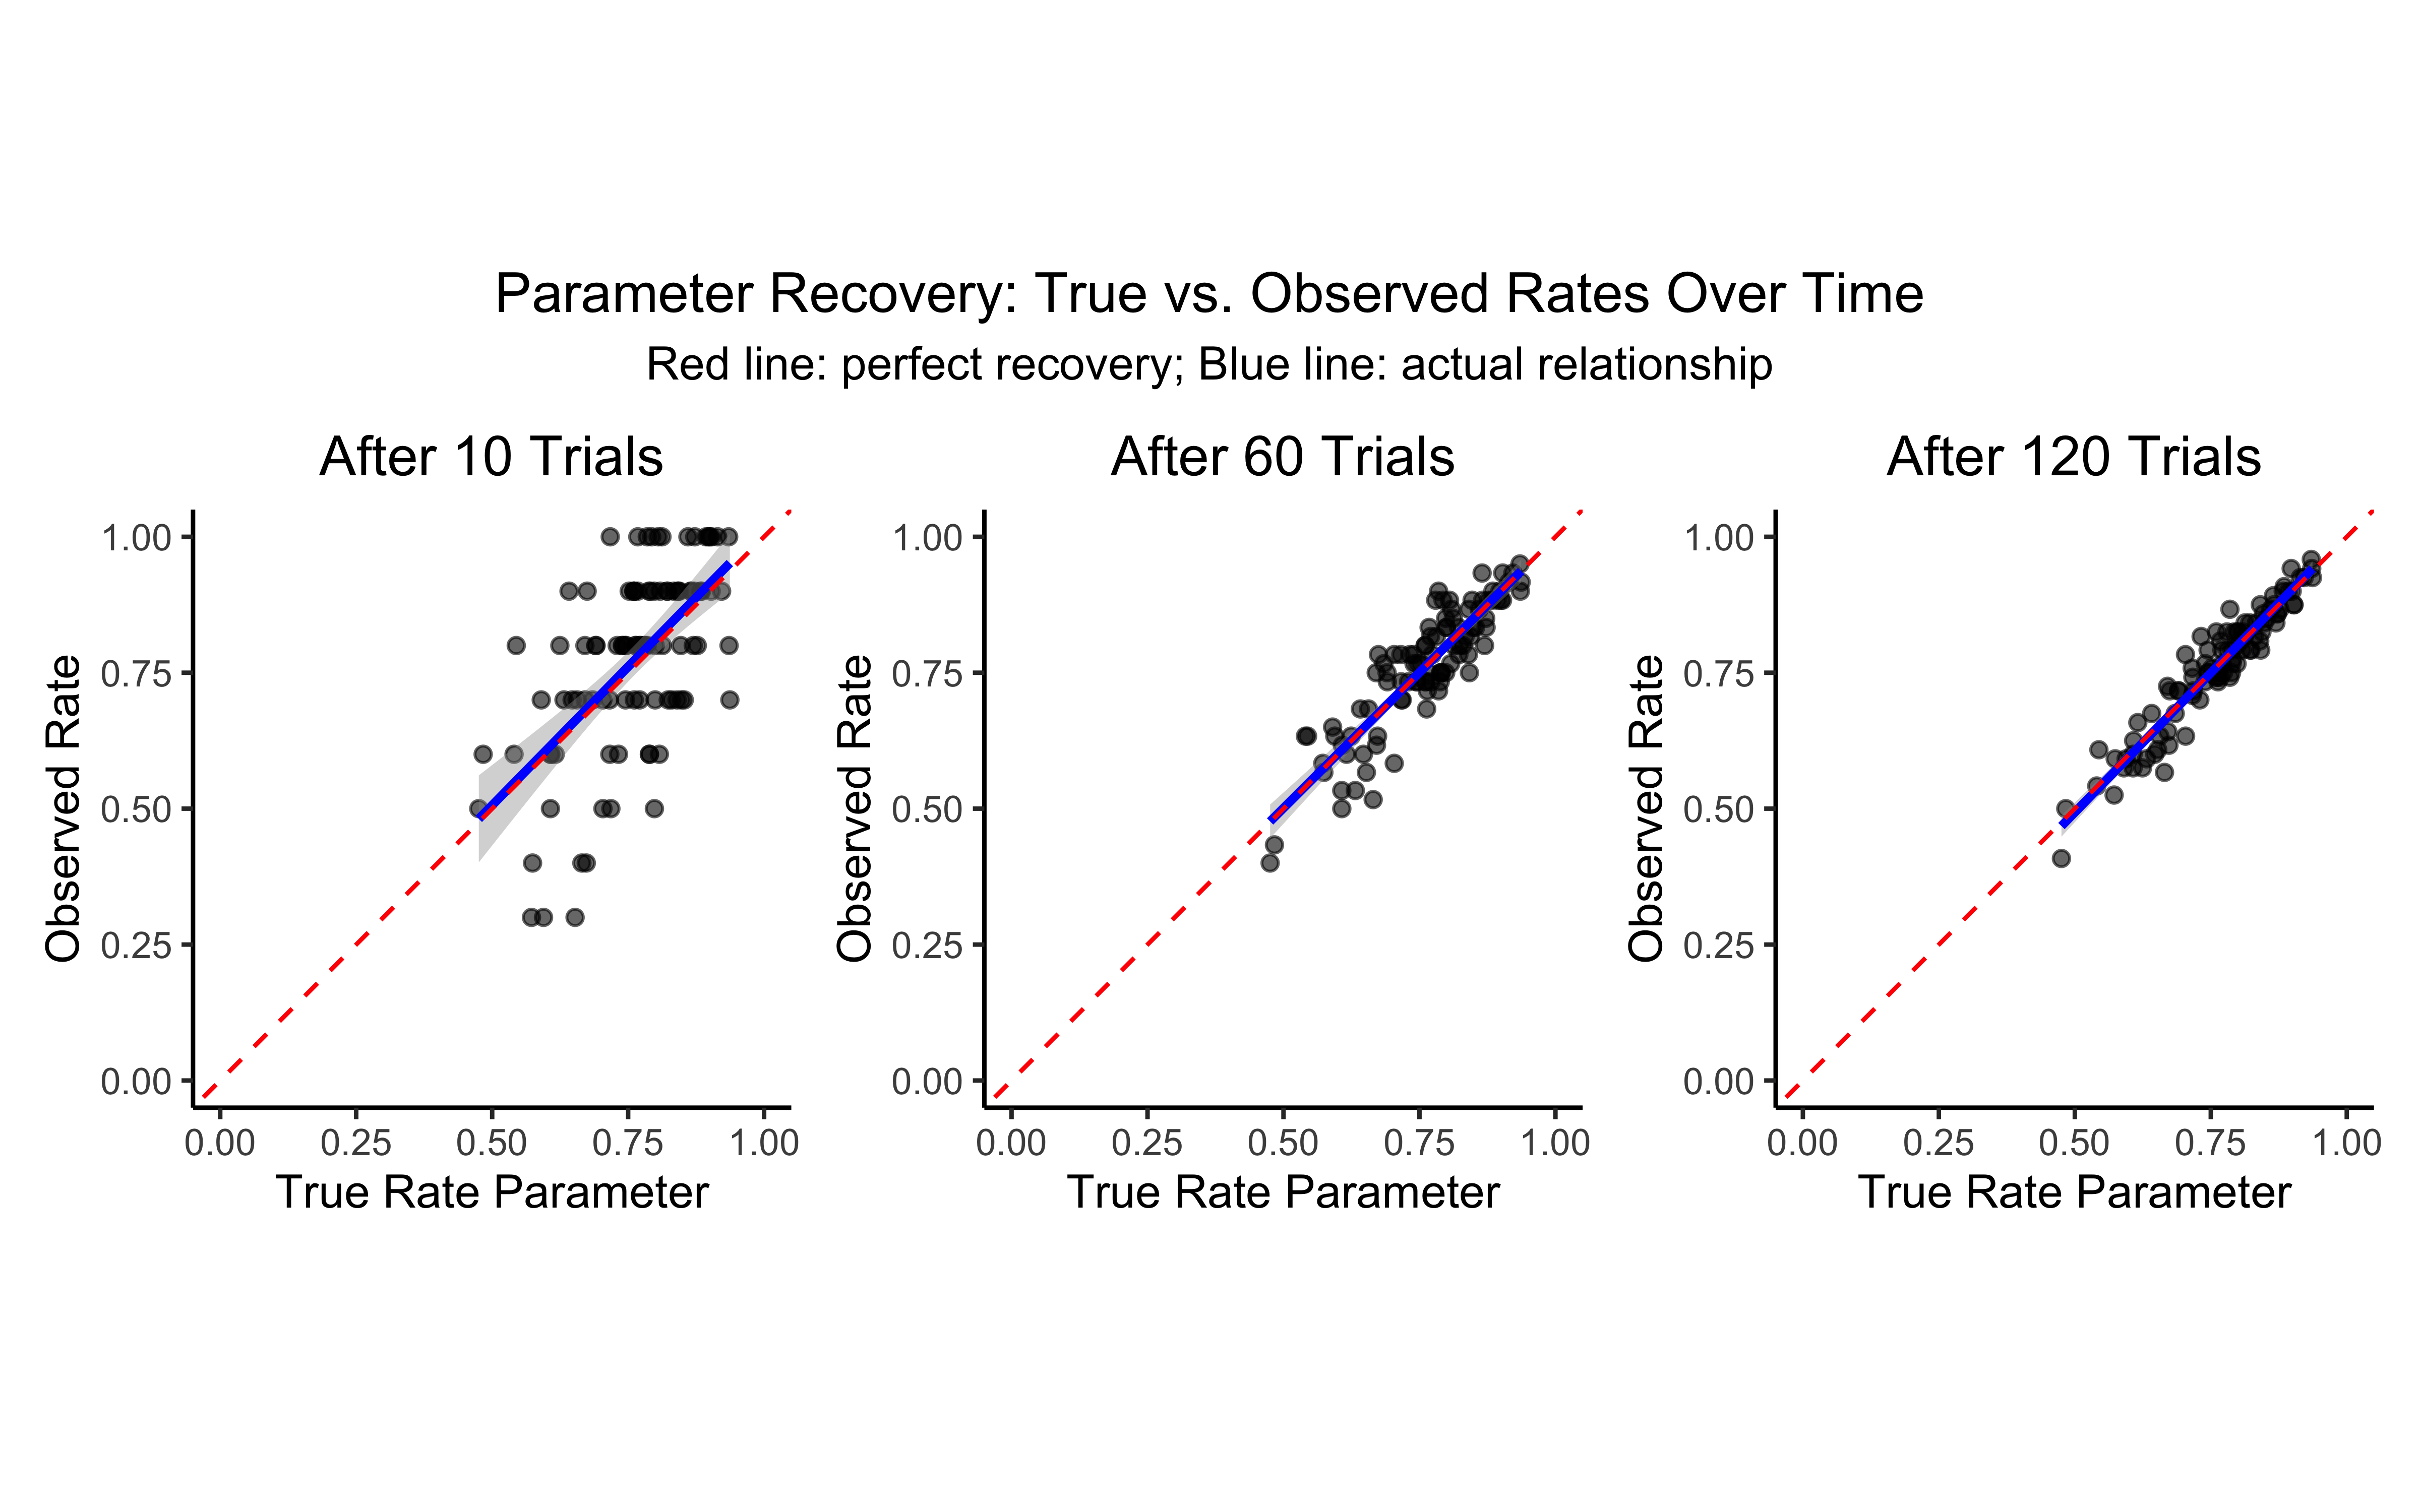 Parameter Recovery: True vs. Observed Rates Over Time
Red line: perfect recovery; Blue line: actual relationship
After 10 Trials
Observed Rate
1.00
0.75
0.50
0.25
0.00
0.00 0.25 0.50 0.75 1.00
True Rate Parameter
After 60 Trials
Observed Rate
1.00
0.75
0.50
0.25
0.00
0.00 0.25 0.50 0.75 1.00
True Rate Parameter
After 120 Trials
Observed Rate
1.00
0.75
0.50
0.25
0.00
0.00 0.25 0.50 0.75 1.00
True Rate Parameter